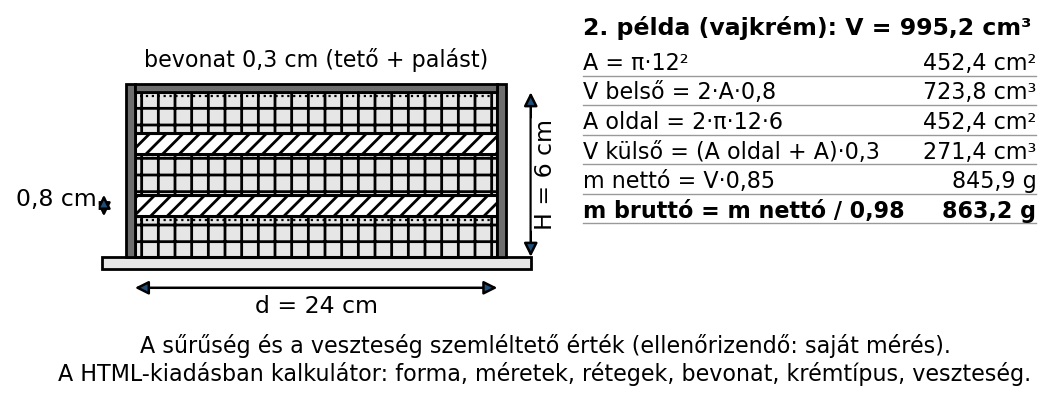 2. példa (vajkrém): V = 995,2 cm³
bevonat 0,3 cm (tető + palást)
A = π·12² 452,4 cm²
V belső = 2·A·0,8 723,8 cm³
A oldal = 2·π·12·6 452,4 cm²
V külső = (A oldal + A)·0,3 271,4 cm³
m nettó = V·0,85 845,9 g
m bruttó = m nettó / 0,98 863,2 g
0,8 cm
H = 6 cm
d = 24 cm
A sűrűség és a veszteség szemléltető érték (ellenőrizendő: saját mérés).
A HTML-kiadásban kalkulátor: forma, méretek, rétegek, bevonat, krémtípus, veszteség.